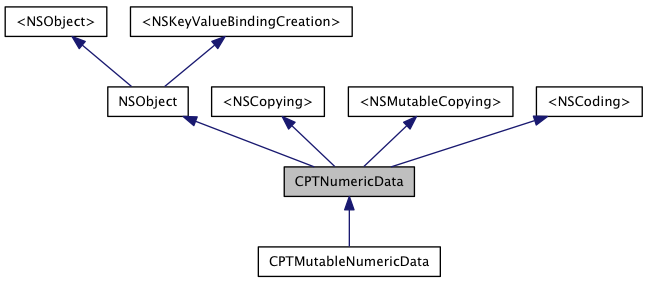 <NSObject>
<NSKeyValueBindingCreation>
NSObject
<NSCopying>
<NSMutableCopying>
<NSCoding>
CPTNumericData
CPTMutableNumericData